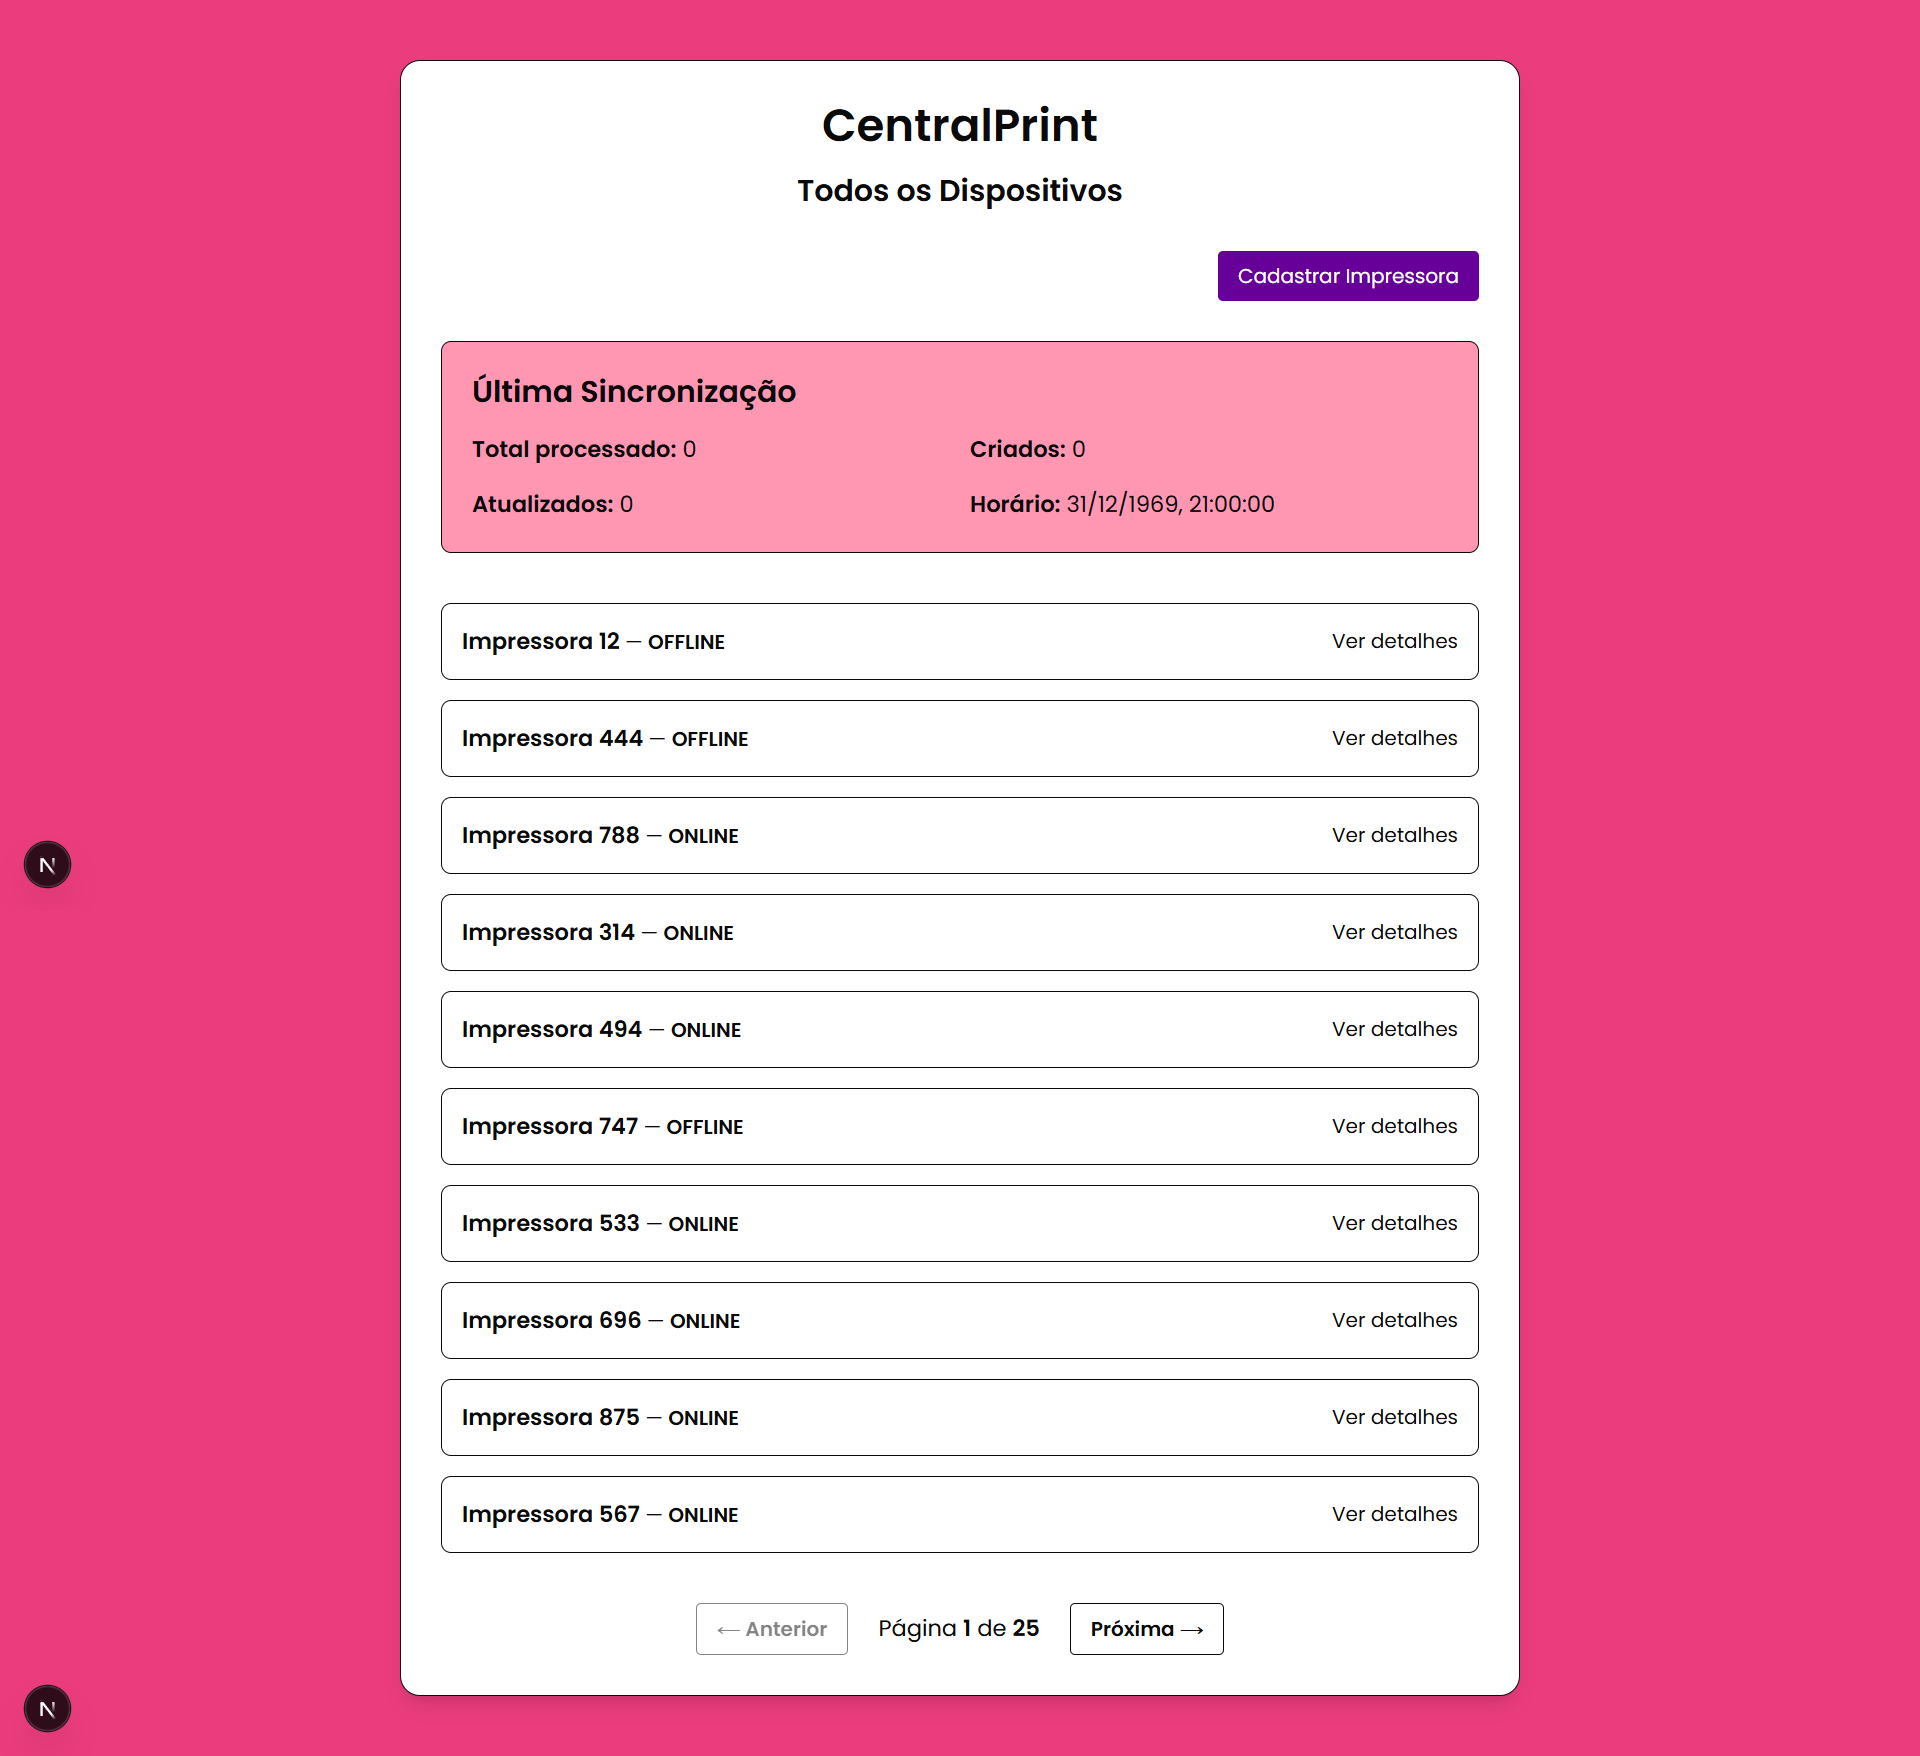 CentralPrint
Todos os Dispositivos
Cadastrar Impressora
Última Sincronização
Total processado: 0
Criados: 0
Atualizados: 0
Horário: 31/12/1969, 21:00:00
Impressora 12 — OFFLINE
Ver detalhes
Impressora 444 — OFFLINE
Ver detalhes
Impressora 788 — ONLINE
Ver detalhes
Impressora 314 — ONLINE
Ver detalhes
Impressora 494 — ONLINE
Ver detalhes
Impressora 747 — OFFLINE
Ver detalhes
Impressora 533 — ONLINE
Ver detalhes
Impressora 696 — ONLINE
Ver detalhes
Impressora 875 — ONLINE
Ver detalhes
Impressora 567 — ONLINE
Ver detalhes
← Anterior
Página 1 de 25
Próxima →
N
N